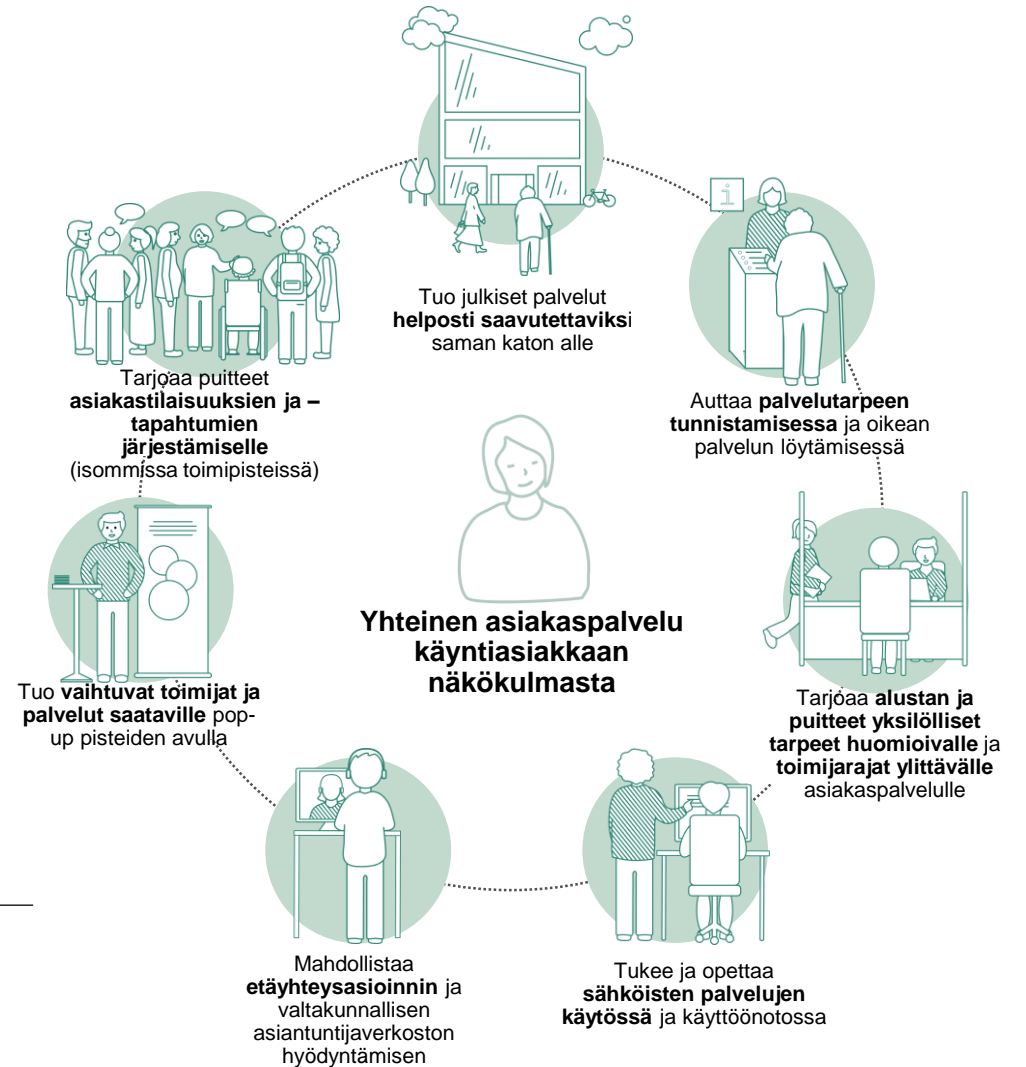 Tuo julkiset palvelut
helposti saavutettaviksi
saman katon alle
i
Auttaa palvelutarpeen
tunnistamisessa ja oikean
palvelun löytämisessä
Tarjoaa alustan ja
puitteet yksilölliset
tarpeet huomioivalle ja
toimijarajat ylittävälle
asiakaspalvelulle
Tukee ja opettaa
sähköisten palvelujen
käytössä ja käyttöönotossa
Mahdollistaa
etäyhteysasioinnin ja
valtakunnallisen
asiantuntijaverkoston
hyödyntämisen
Tuo vaihtuvat toimijat ja
palvelut saataville pop-
up pisteiden avulla
Tarjoaa puitteet
asiakastilaisuuksien ja –
tapahtumien
järjestämiselle
(isommissa toimipisteissä)
Yhteinen asiakaspalvelu
käyntiasiakkaan
näkökulmasta